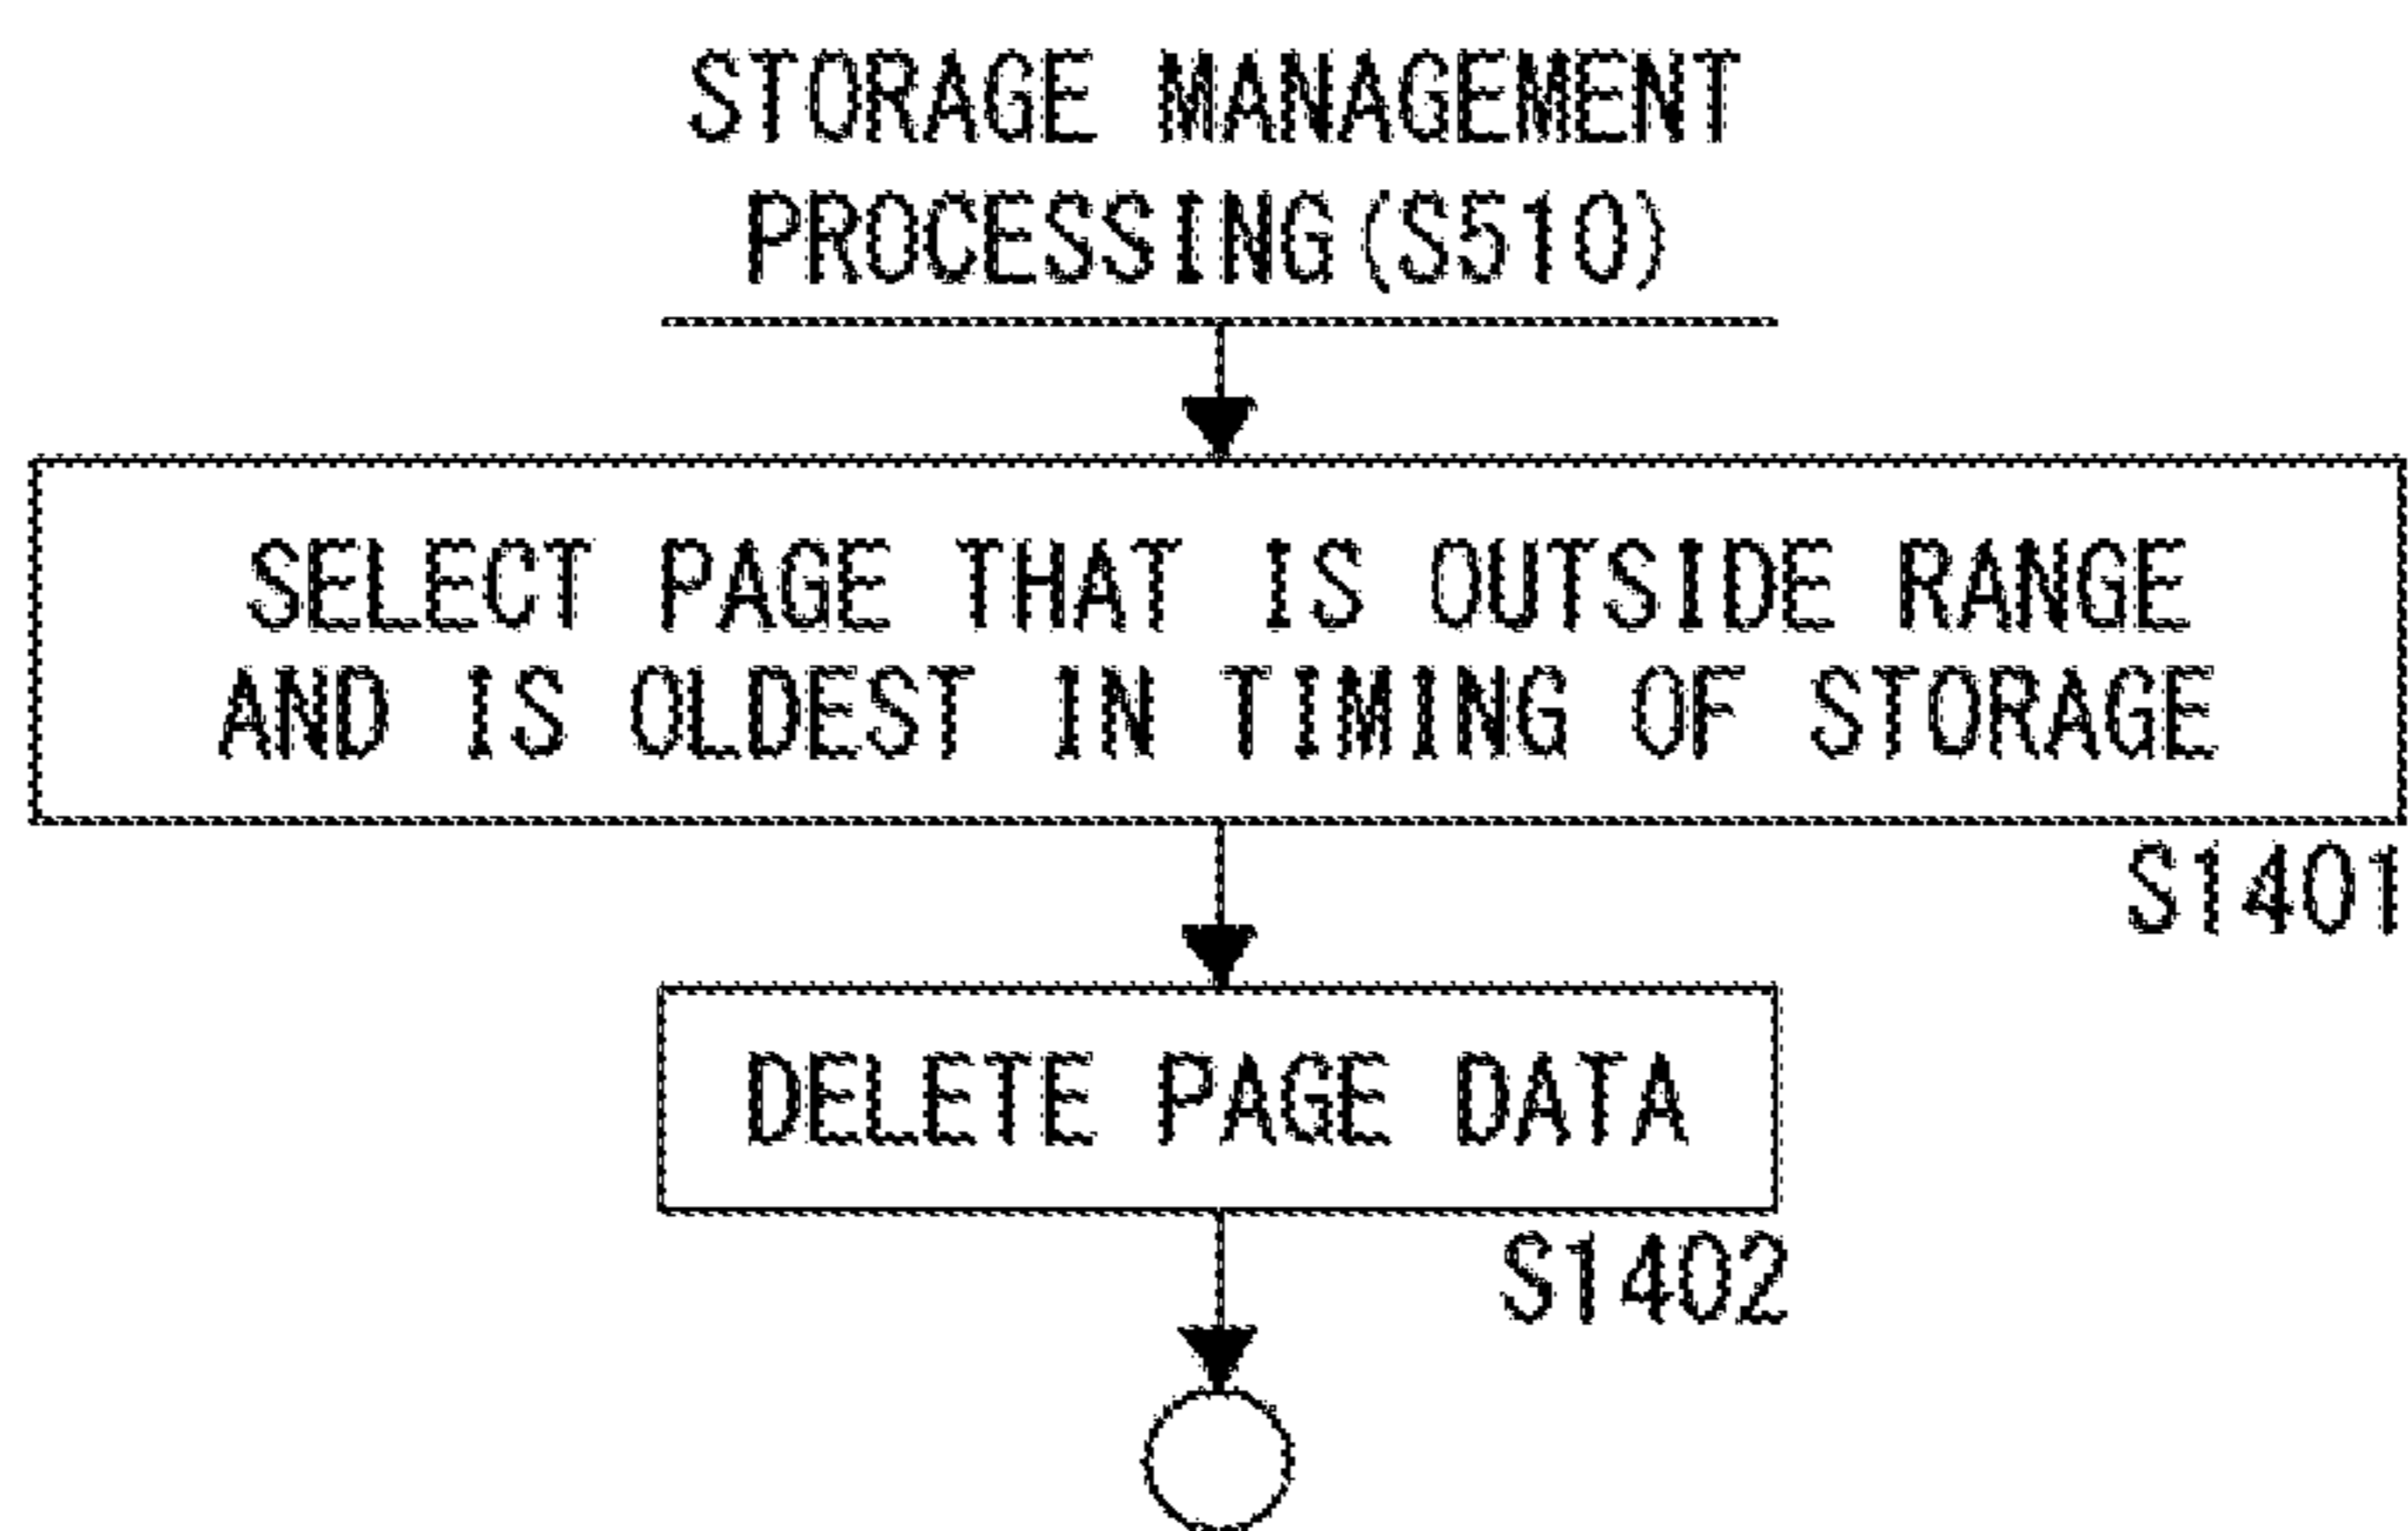 STORAGE MANAGEMENT
PROCESSING(S510)
SELECT PAGE THAT IS OUTSIDE RANGE
AND IS OLDEST IN TIMING OF STORAGE
S1401
DELETE PAGE DATA
S1402